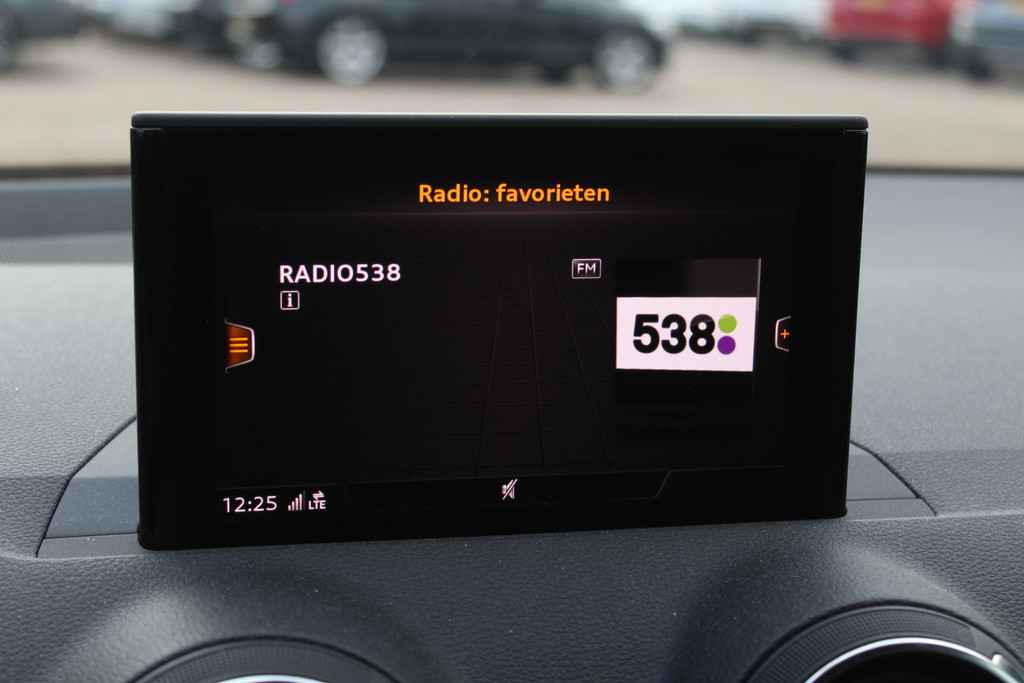 Radio: favorieten
RADIO538
FM
i
538
+
12:25 LTE